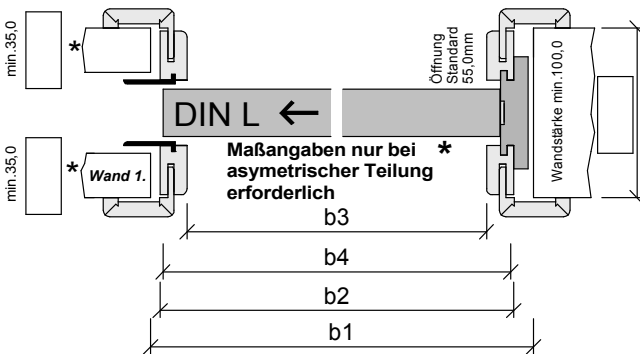 min.35,0
*
Öffnung
Standard
55,0mm
Wandstärke min.100,0
DIN L ←
min.35,0
*
Wand 1.
Maßangaben nur bei *
asymetrischer Teilung
erforderlich
b3
b4
b2
b1